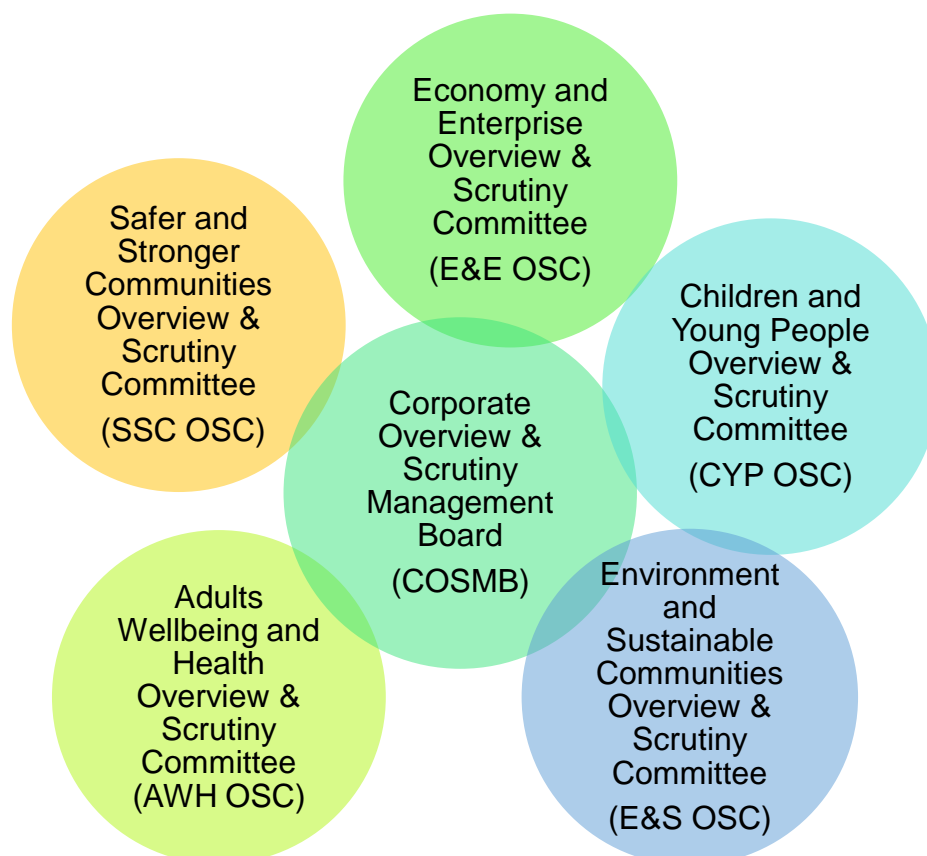 Economy and
Enterprise
Overview &
Scrutiny
Committee
(E&E OSC)
Safer and
Stronger
Communities
Overview &
Scrutiny
Committee
(SSC OSC)
Children and
Young People
Overview &
Scrutiny
Committee
(CYP OSC)
Corporate
Overview &
Scrutiny
Management
Board
(COSMB)
Adults
Wellbeing and
Health
Overview &
Scrutiny
Committee
(AWH OSC)
Environment
and
Sustainable
Communities
Overview &
Scrutiny
Committee
(E&S OSC)